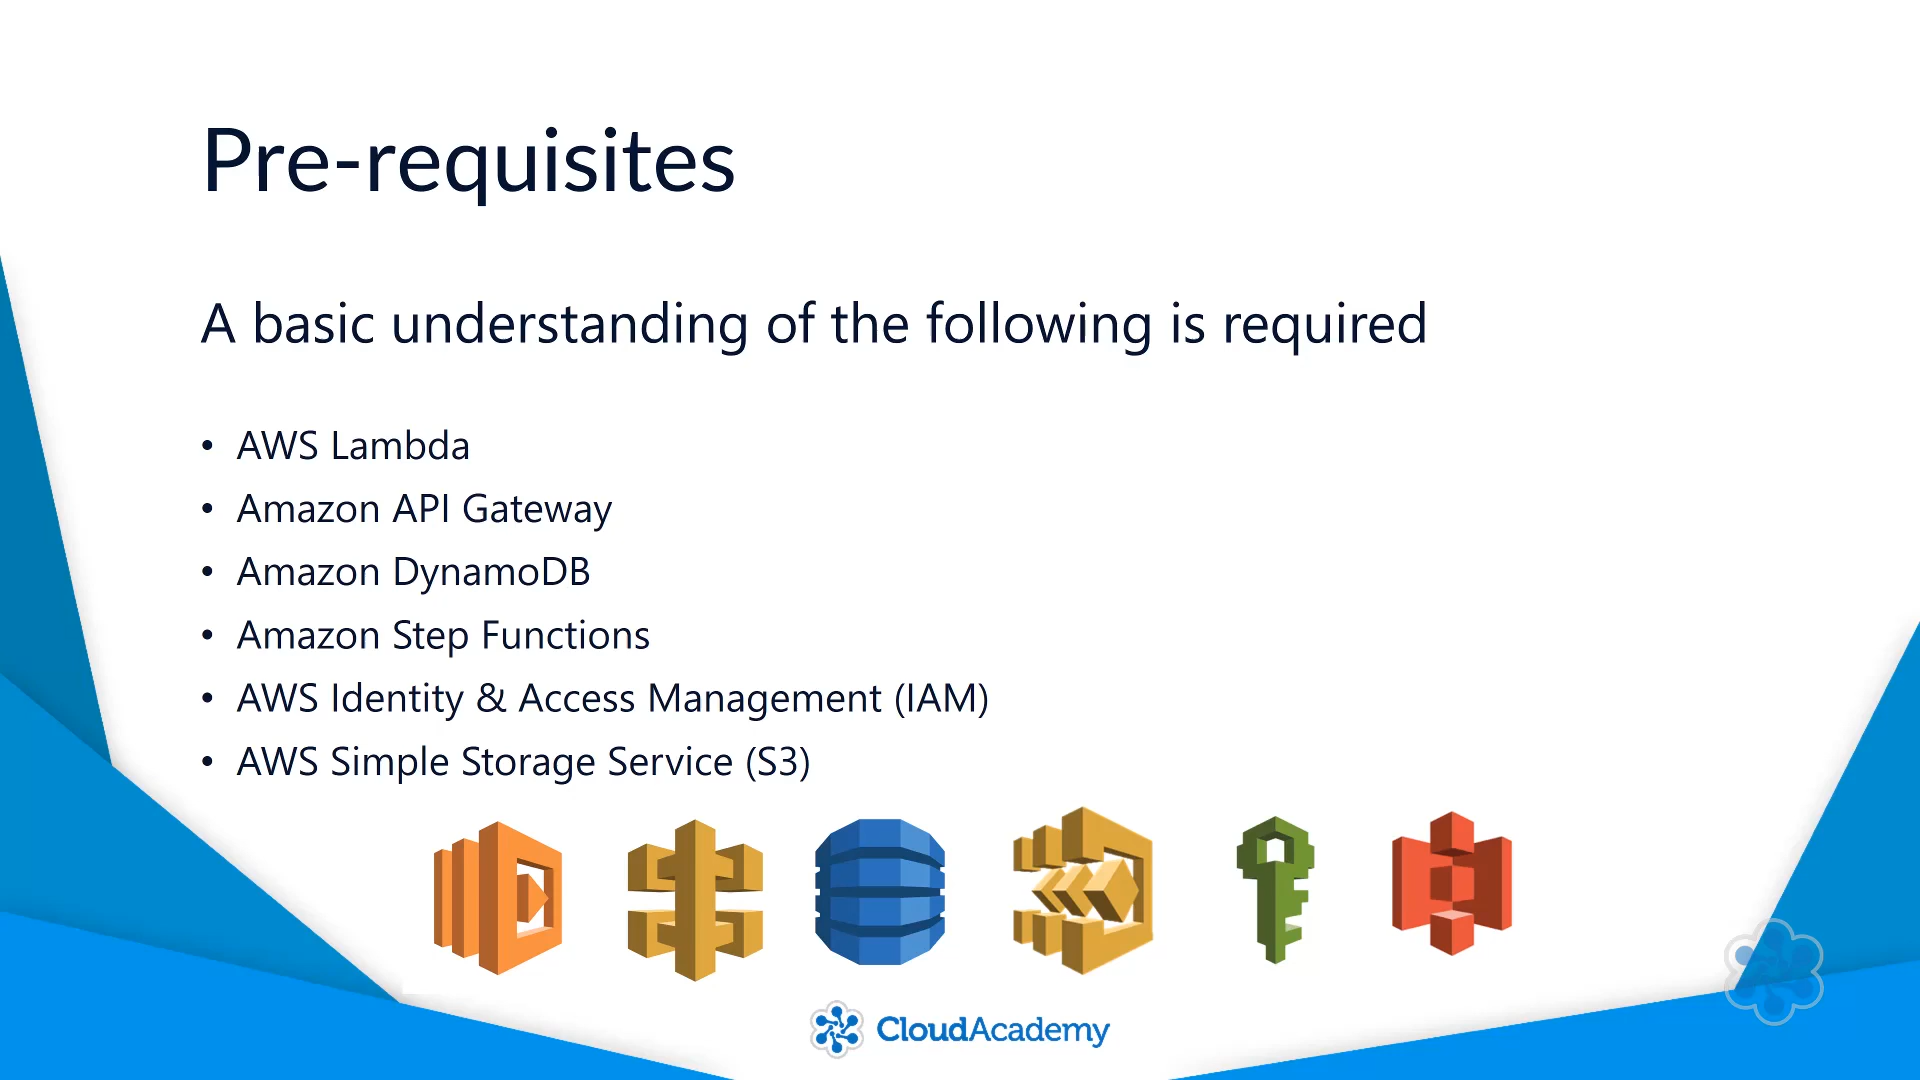 Pre-requisites
A basic understanding of the following is required
• AWS Lambda
• Amazon API Gateway
• Amazon DynamoDB
• Amazon Step Functions
• AWS Identity & Access Management (IAM)
• AWS Simple Storage Service (S3)
CloudAcademy